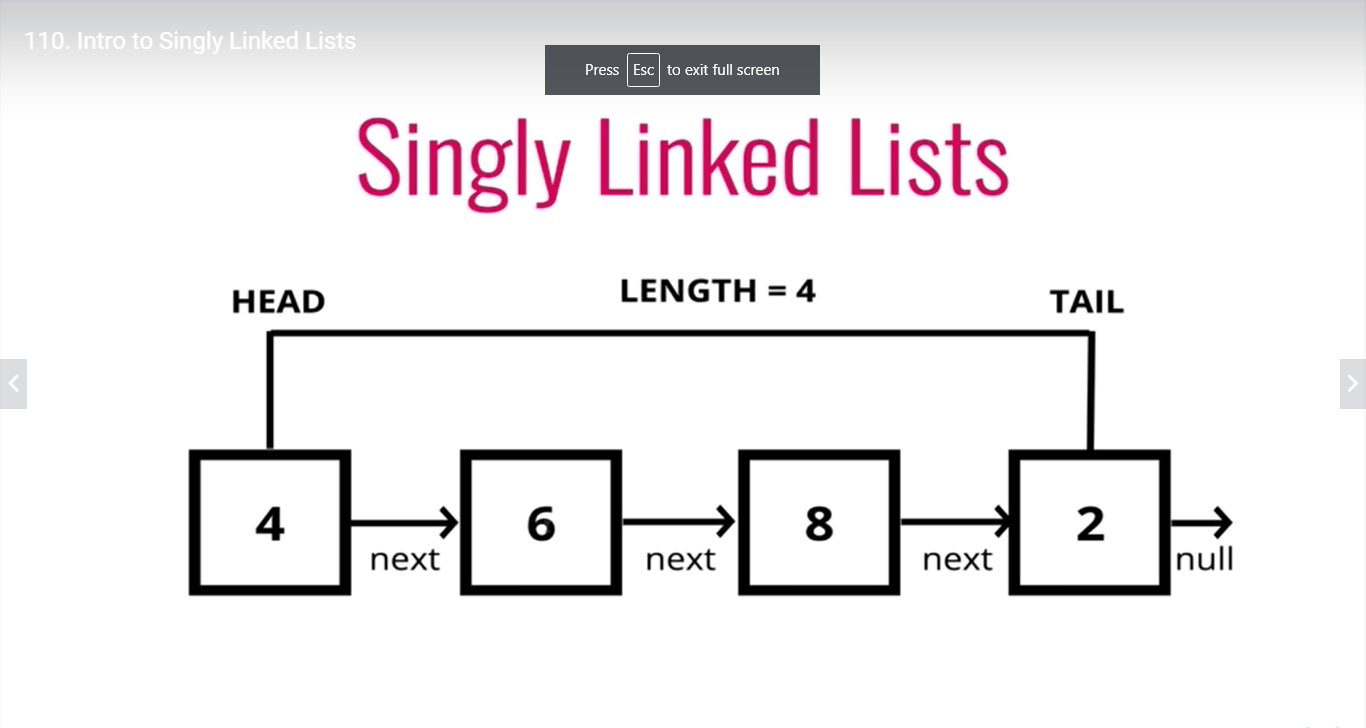 110. Intro to Singly Linked Lists
Press Esc to exit full screen
Singly Linked Lists
HEAD
LENGTH = 4
TAIL
4
6
8
2
next
next
next
null